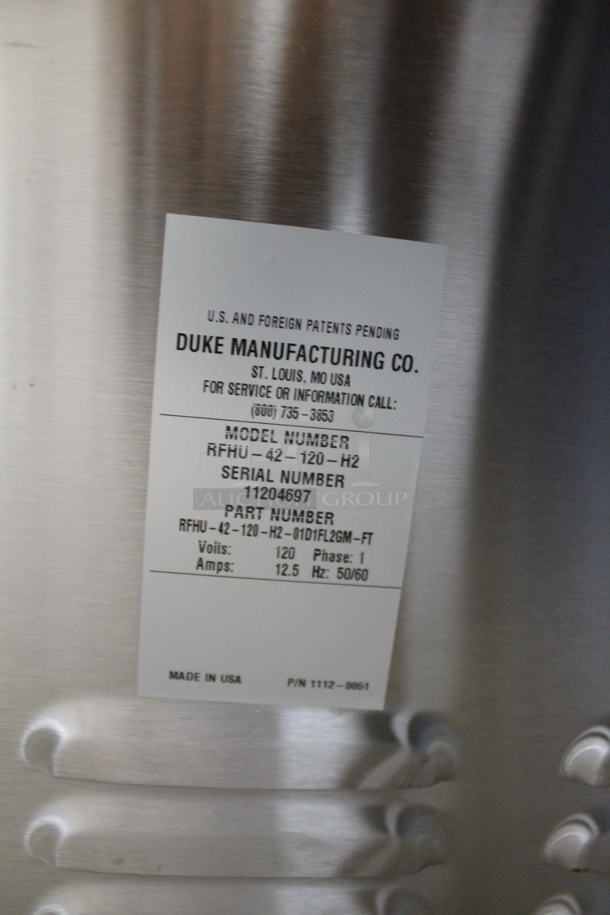 U.S. AND FOREIGN PATENTS PENDING
DUKE MANUFACTURING CO.
ST. LOUIS, MO USA
FOR SERVICE OR INFORMATION CALL:
(800) 735-3853
MODEL NUMBER
RFHU-42-120-H2
SERIAL NUMBER
11204697
AUCTION GROUP
PART NUMBER
RFHU-42-120-H2-01D1FL2GM-FT
Volts: 120 Phase: 1
Amps: 12.5 Hz: 50/60
MADE IN USA P/N 1112-0051